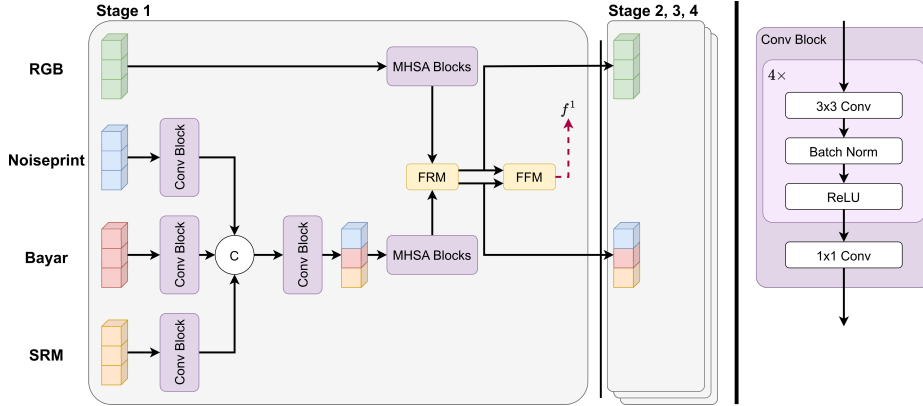 Stage 1
Stage 2, 3, 4
RGB
MHSA Blocks
f¹
Noiseprint
Conv Block
FRM
FFM
Bayar
Conv Block
C
Conv Block
MHSA Blocks
SRM
Conv Block
Conv Block
4×
3x3 Conv
Batch Norm
ReLU
1x1 Conv